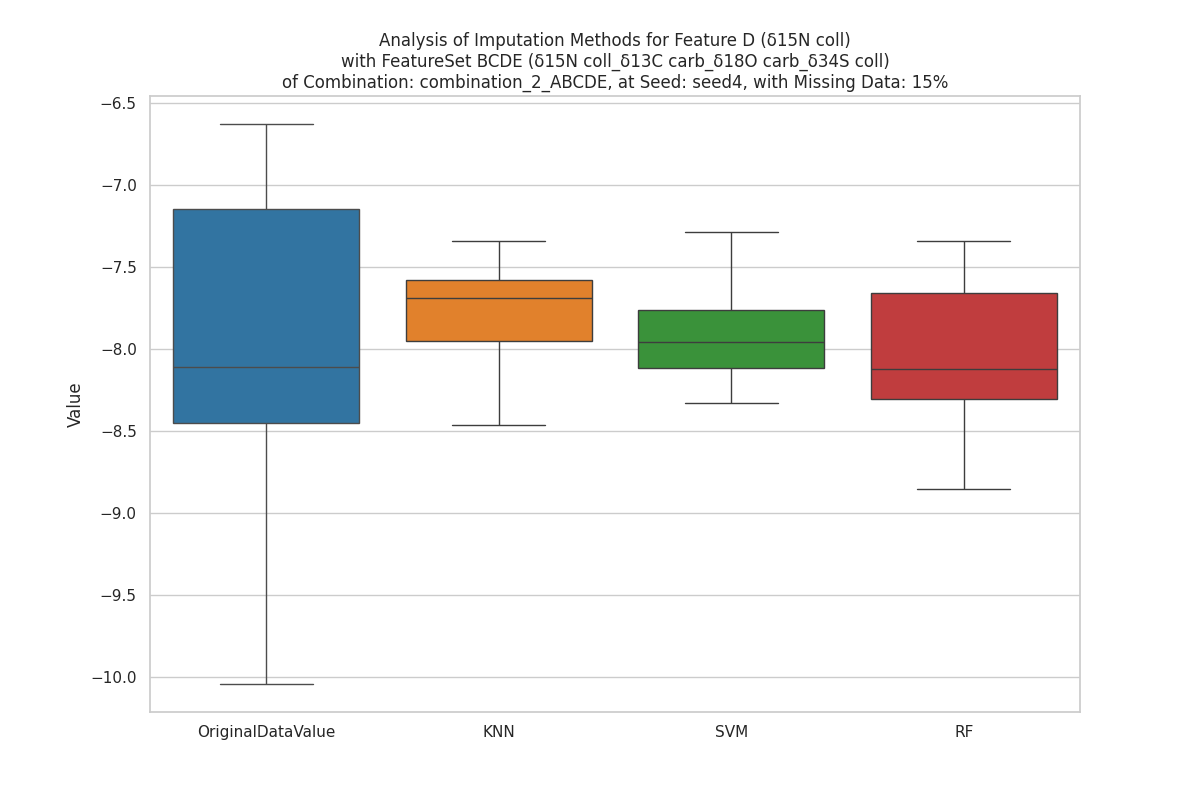 Analysis of Imputation Methods for Feature D (δ15N coll)
with FeatureSet BCDE (δ15N coll_δ13C carb_δ18O carb_δ34S coll)
of Combination: combination_2_ABCDE, at Seed: seed4, with Missing Data: 15%
Value
−6.5
−7.0
−7.5
−8.0
−8.5
−9.0
−9.5
−10.0
OriginalDataValue
KNN
SVM
RF